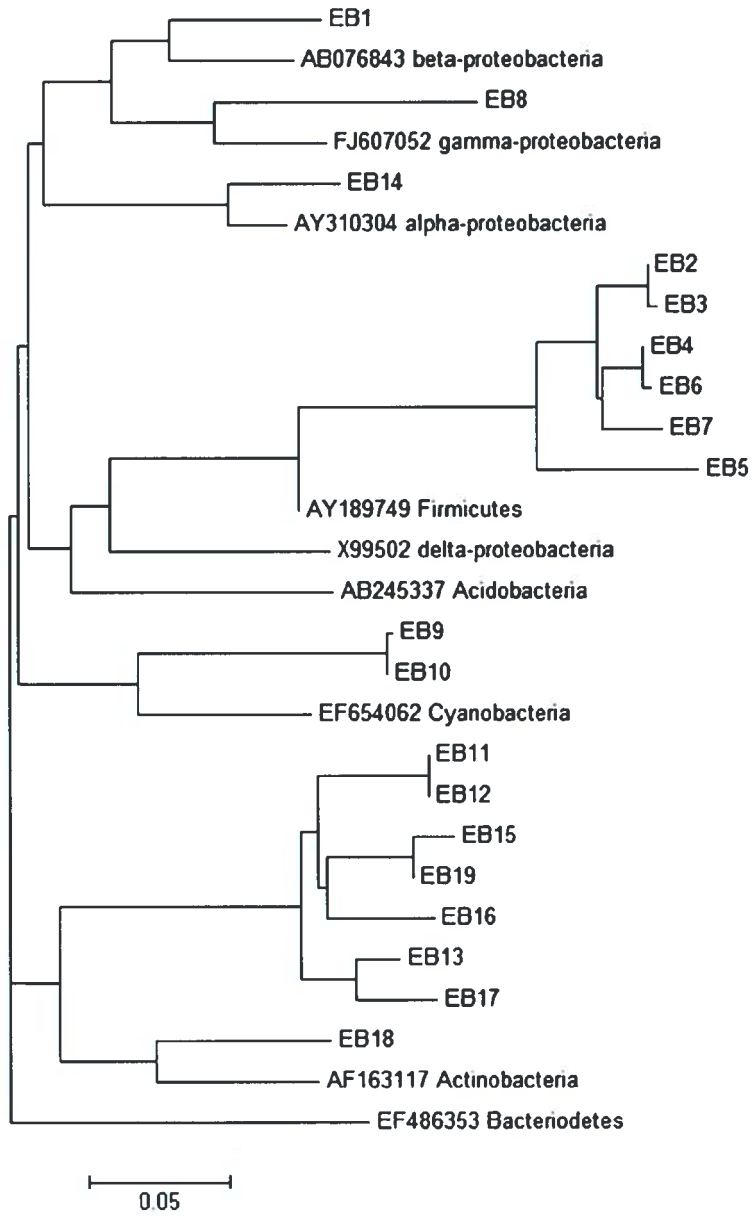 EB1
AB076843 beta-proteobacteria
EB8
FJ607052 gamma-proteobacteria
EB14
AY310304 alpha-proteobacteria
EB2
EB3
EB4
EB6
EB7
EB5
AY189749 Firmicutes
X99502 delta-proteobacteria
AB245337 Acidobacteria
EB9
EB10
EF654062 Cyanobacteria
EB11
EB12
EB15
EB19
EB16
EB13
EB17
EB18
AF163117 Actinobacteria
EF486353 Bacteriodetes
0.05